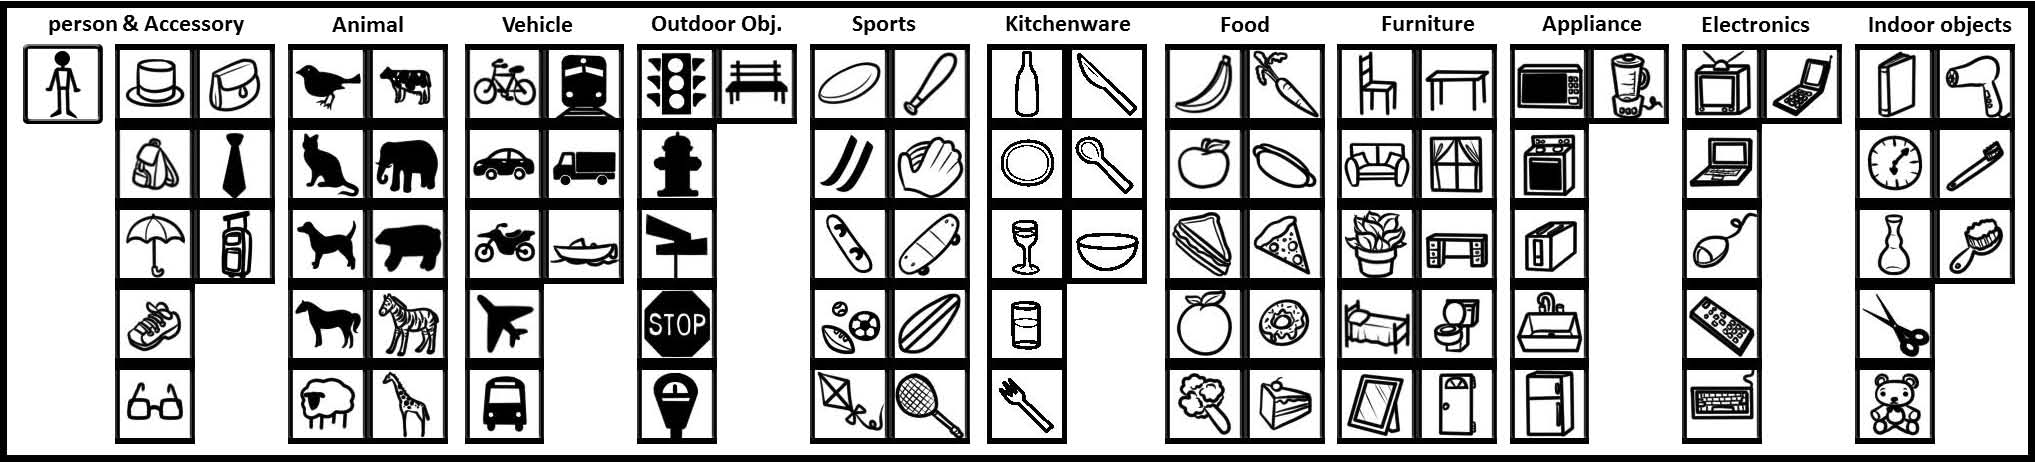 person & Accessory
Animal
Vehicle
Outdoor Obj.
Sports
Kitchenware
Food
Furniture
Appliance
Electronics
Indoor objects
STOP